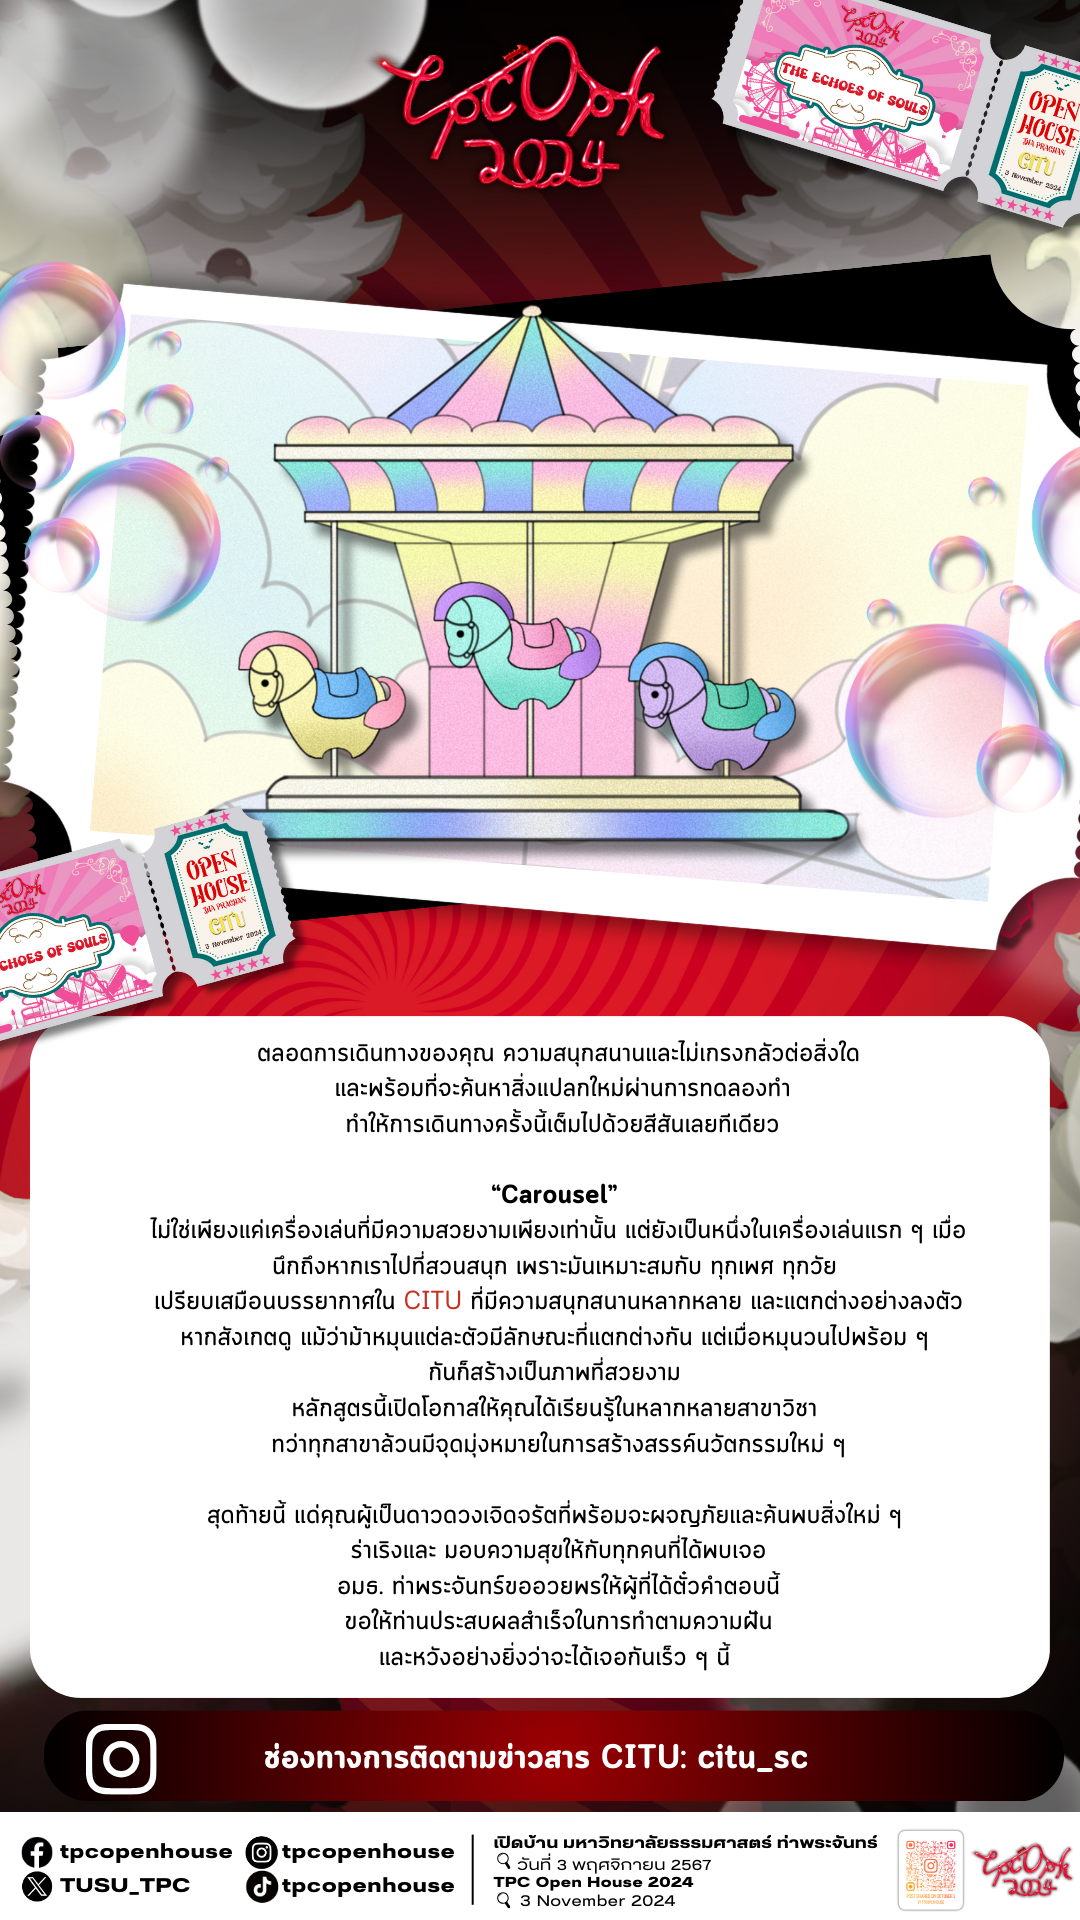 TpcOpk
2024
TpcOpk
2024
THE ECHOES OF SOULS
OPEN
HOUSE
THA PRACHAN
CITU
3 November 2024
TpcOpk
2024
ECHOES OF SOULS
OPEN
HOUSE
THA PRACHAN
CITU
3 November 2024
ตลอดการเดินทางของคุณ ความสนุกสนานและไม่เกรงกลัวต่อสิ่งใด
และพร้อมที่จะค้นหาสิ่งแปลกใหม่ผ่านการทดลองทำ
ทำให้การเดินทางครั้งนี้เต็มไปด้วยสีสันเลยทีเดียว
“Carousel”
ไม่ใช่เพียงแค่เครื่องเล่นที่มีความสวยงามเพียงเท่านั้น แต่ยังเป็นหนึ่งในเครื่องเล่นแรก ๆ เมื่อ
นึกถึงหากเราไปที่สวนสนุก เพราะมันเหมาะสมกับ ทุกเพศ ทุกวัย
เปรียบเสมือนบรรยากาศใน CITU ที่มีความสนุกสนานหลากหลาย และแตกต่างอย่างลงตัว
หากสังเกตดู แม้ว่าม้าหมุนแต่ละตัวมีลักษณะที่แตกต่างกัน แต่เมื่อหมุนวนไปพร้อม ๆ
กันก็สร้างเป็นภาพที่สวยงาม
หลักสูตรนี้เปิดโอกาสให้คุณได้เรียนรู้ในหลากหลายสาขาวิชา
ทว่าทุกสาขาล้วนมีจุดมุ่งหมายในการสร้างสรรค์นวัตกรรมใหม่ ๆ
สุดท้ายนี้ แด่คุณผู้เป็นดาวดวงเจิดจรัตที่พร้อมจะผจญภัยและค้นพบสิ่งใหม่ ๆ
ร่าเริงและ มอบความสุขให้กับทุกคนที่ได้พบเจอ
อมธ. ท่าพระจันทร์ขออวยพรให้ผู้ที่ได้ตั๋วคำตอบนี้
ขอให้ท่านประสบผลสำเร็จในการทำตามความฝัน
และหวังอย่างยิ่งว่าจะได้เจอกันเร็ว ๆ นี้
ช่องทางการติดตามข่าวสาร CITU: citu_sc
tpcopenhouse
tpcopenhouse
TUSU_TPC
tpcopenhouse
เปิดบ้าน มหาวิทยาลัยธรรมศาสตร์ ท่าพระจันทร์
วันที่ 3 พฤศจิกายน 2567
TPC Open House 2024
3 November 2024
TpcOpk
2024